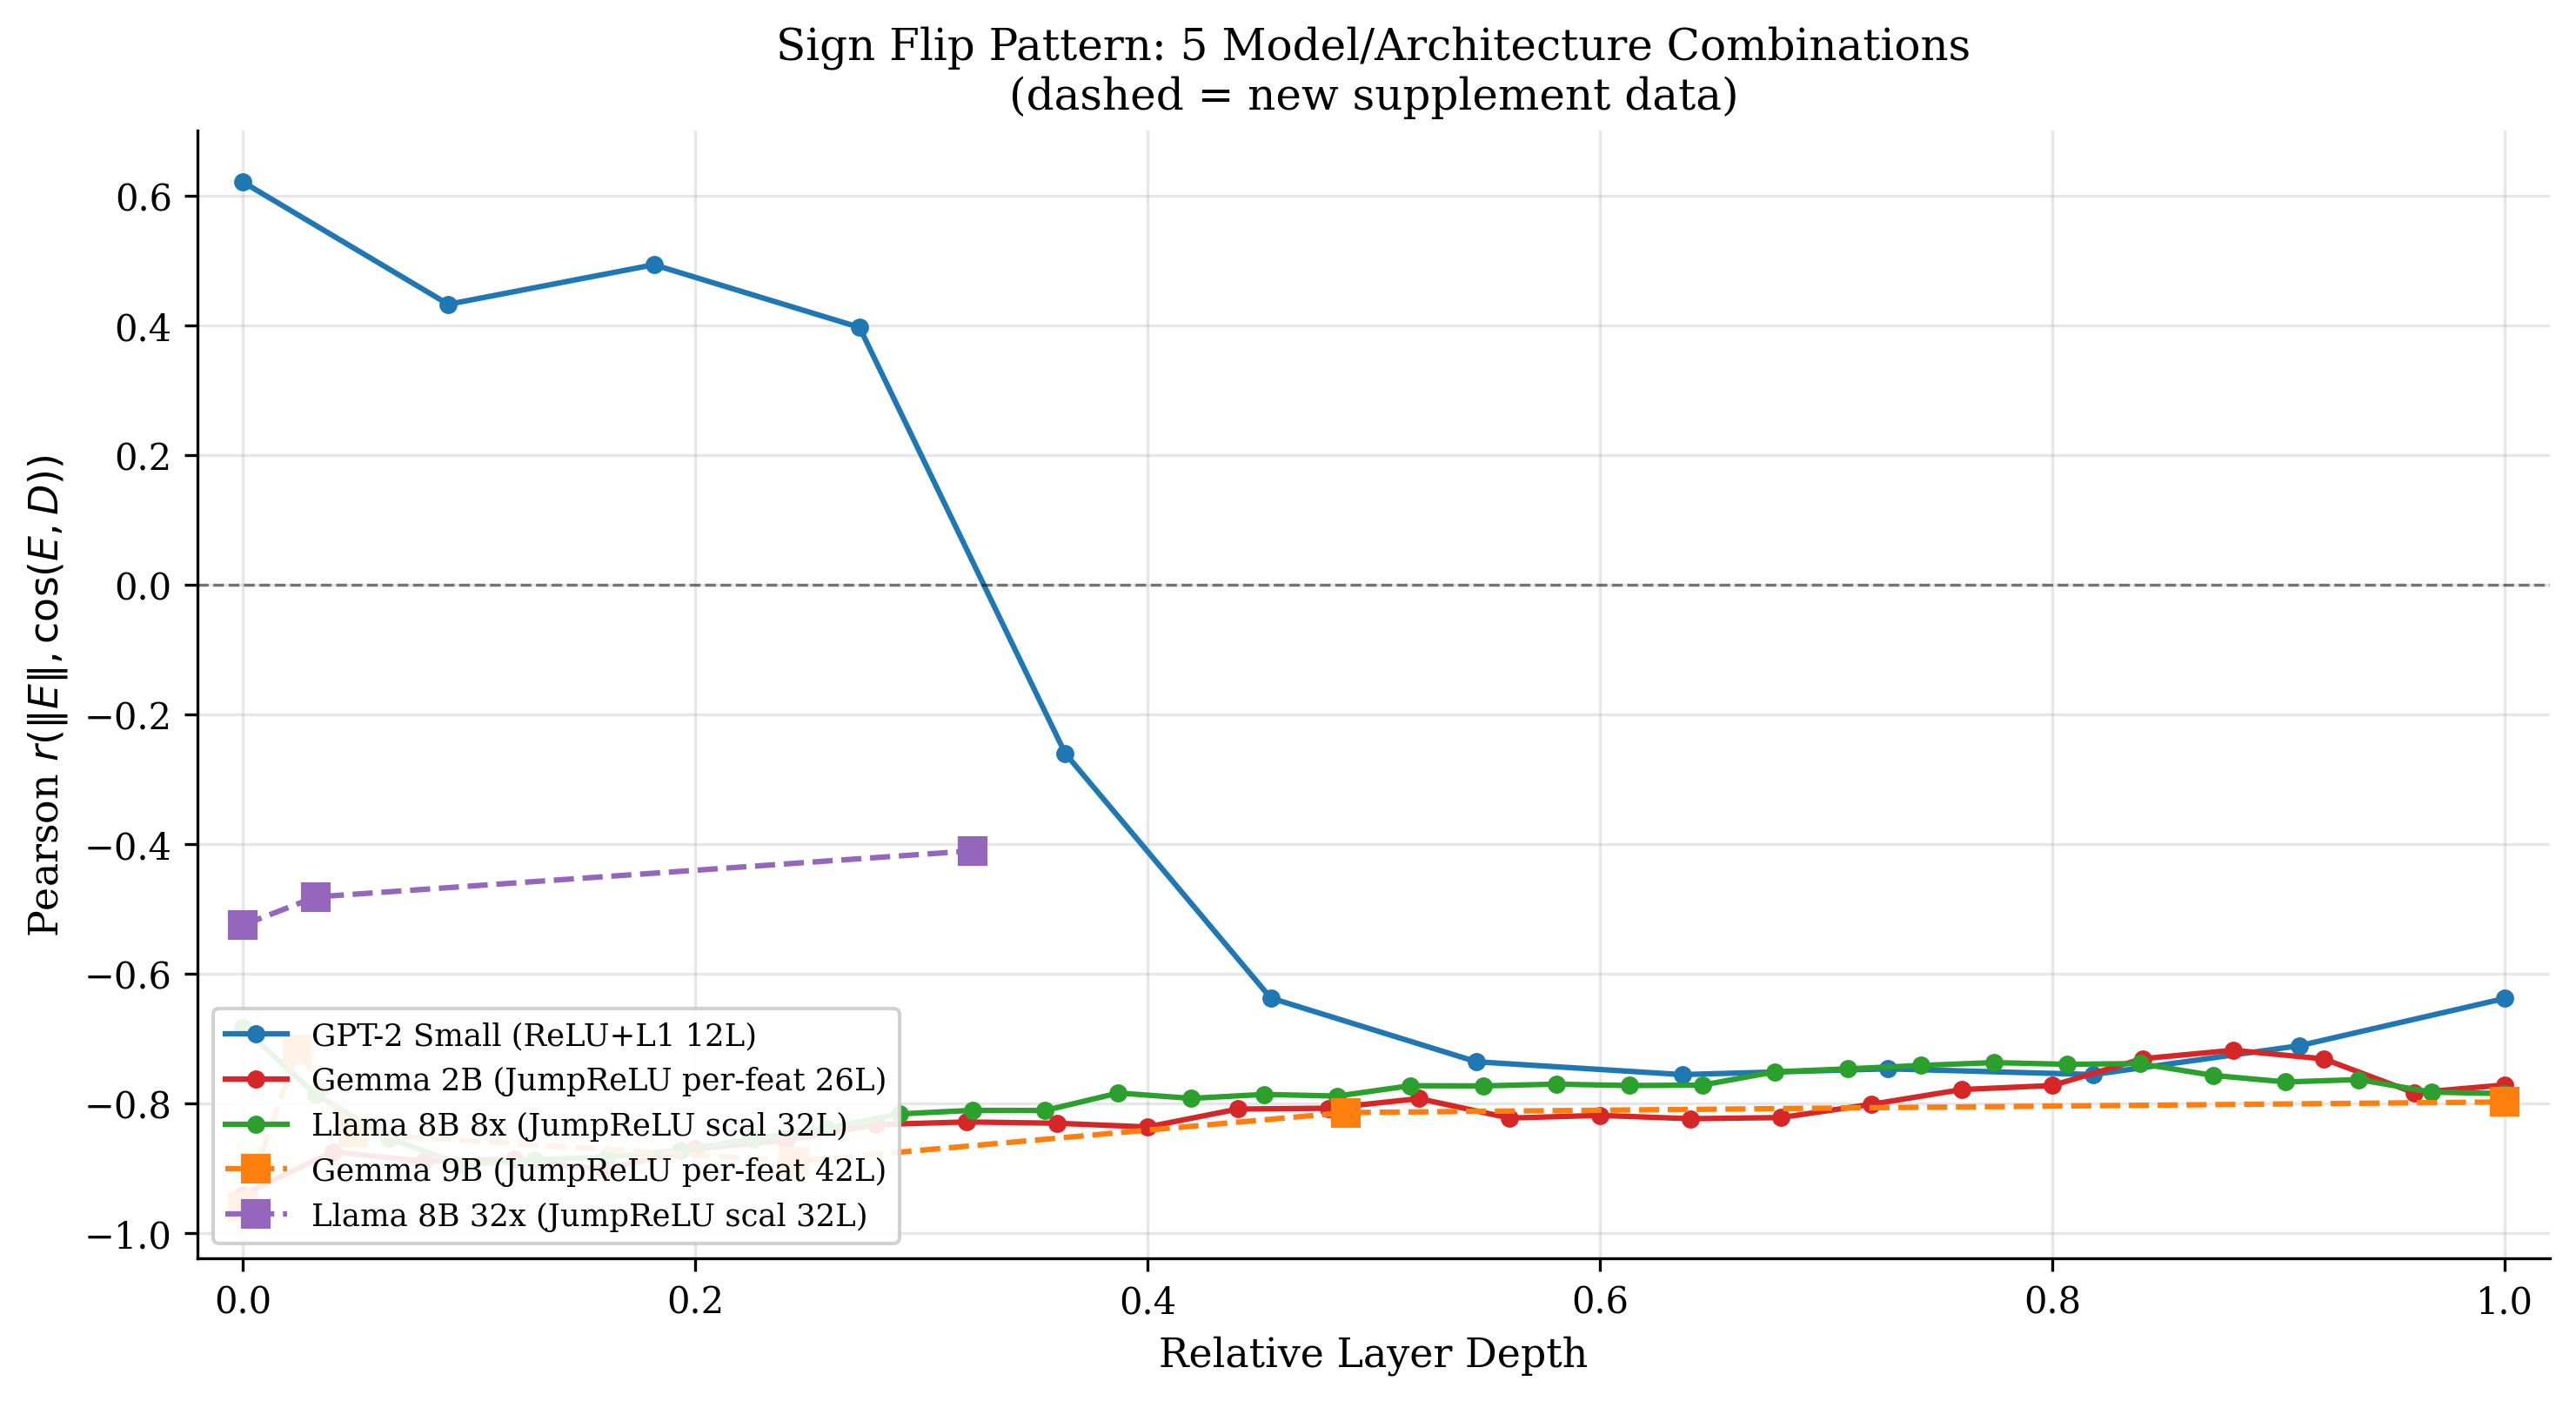 Sign Flip Pattern: 5 Model/Architecture Combinations
(dashed = new supplement data)
Pearson r(‖E‖, cos(E, D))
0.6
0.4
0.2
0.0
−0.2
−0.4
−0.6
−0.8
−1.0
GPT-2 Small (ReLU+L1 12L)
Gemma 2B (JumpReLU per-feat 26L)
Llama 8B 8x (JumpReLU scal 32L)
Gemma 9B (JumpReLU per-feat 42L)
Llama 8B 32x (JumpReLU scal 32L)
0.0 0.2 0.4 0.6 0.8 1.0
Relative Layer Depth